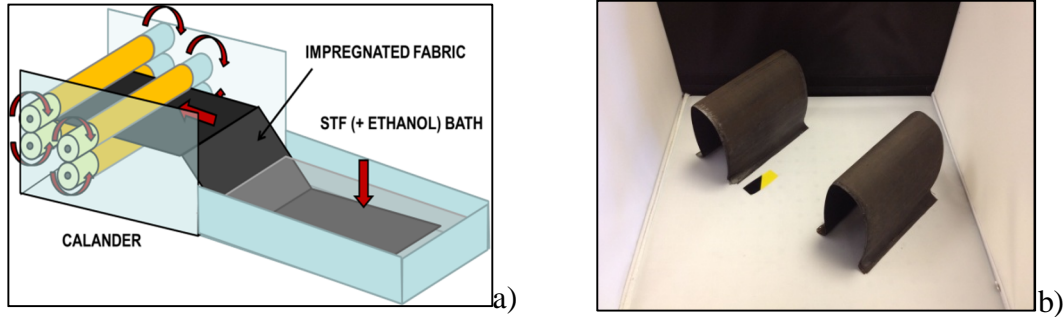 IMPREGNATED FABRIC
STF (+ ETHANOL) BATH
CALANDER
a)
b)